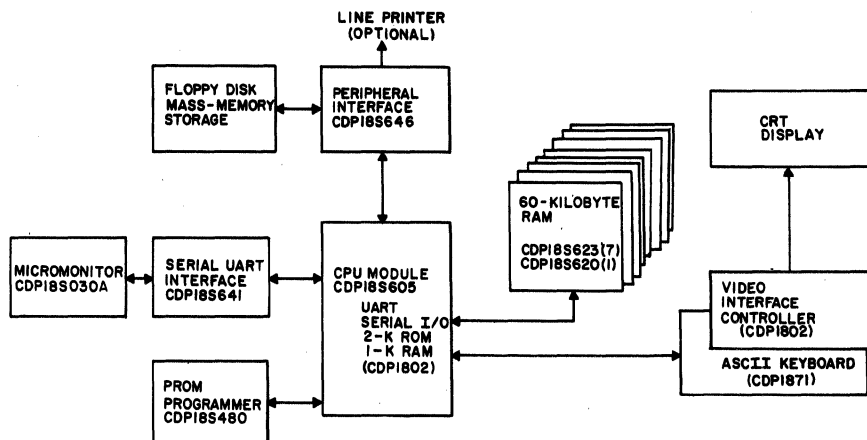 LINE PRINTER
(OPTIONAL)
FLOPPY DISK
MASS-MEMORY
STORAGE
PERIPHERAL
INTERFACE
CDP18S646
CRT
DISPLAY
60-KILOBYTE
RAM
CDP18S623(7)
CDP18S620(1)
MICROMONITOR
CDP18S030A
SERIAL UART
INTERFACE
CDP18S641
CPU MODULE
CDP18S605
UART
SERIAL I/O
2-K ROM
1-K RAM
(CDP1802)
VIDEO
INTERFACE
CONTROLLER
(CDP1802)
ASCII KEYBOARD
(CDP1871)
PROM
PROGRAMMER
CDP18S480